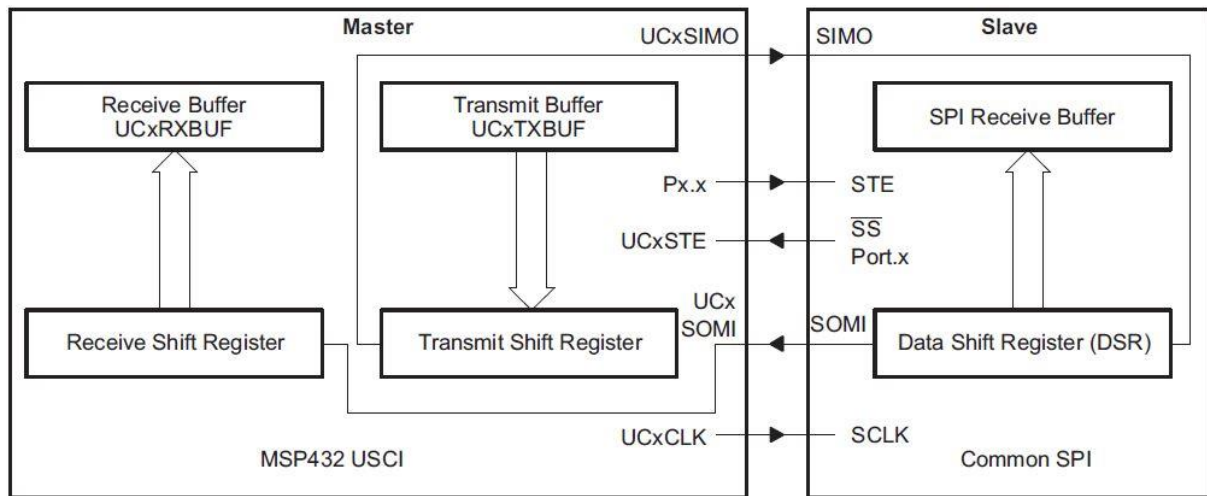 Master
UCxSIMO
SIMO
Slave
Receive Buffer
UCxRXBUF
Transmit Buffer
UCxTXBUF
SPI Receive Buffer
Px.x
STE
UCxSTE
S̅S̅
Port.x
UCx
SOMI
SOMI
Receive Shift Register
Transmit Shift Register
Data Shift Register (DSR)
UCxCLK
SCLK
MSP432 USCI
Common SPI